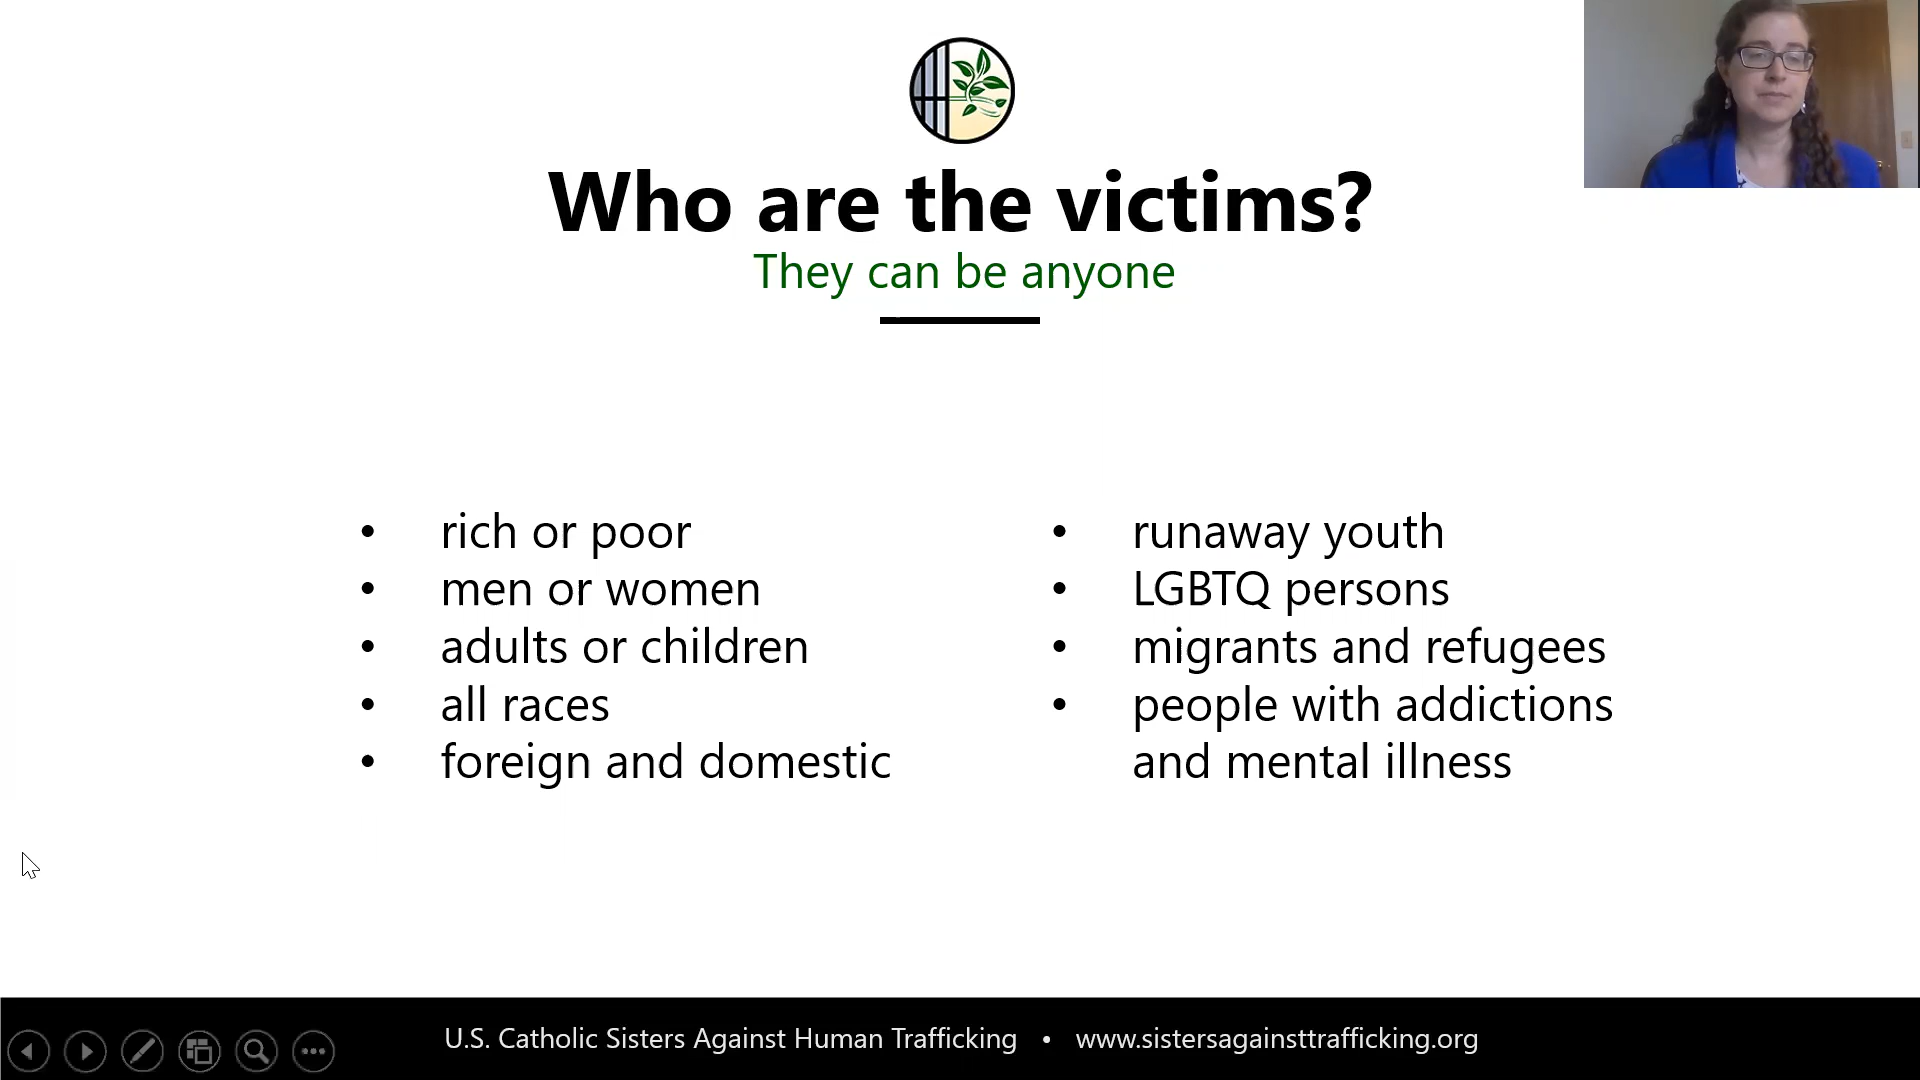 Who are the victims?
They can be anyone
• rich or poor
• men or women
• adults or children
• all races
• foreign and domestic
• runaway youth
• LGBTQ persons
• migrants and refugees
• people with addictions
and mental illness
U.S. Catholic Sisters Against Human Trafficking • www.sistersagainsttrafficking.org